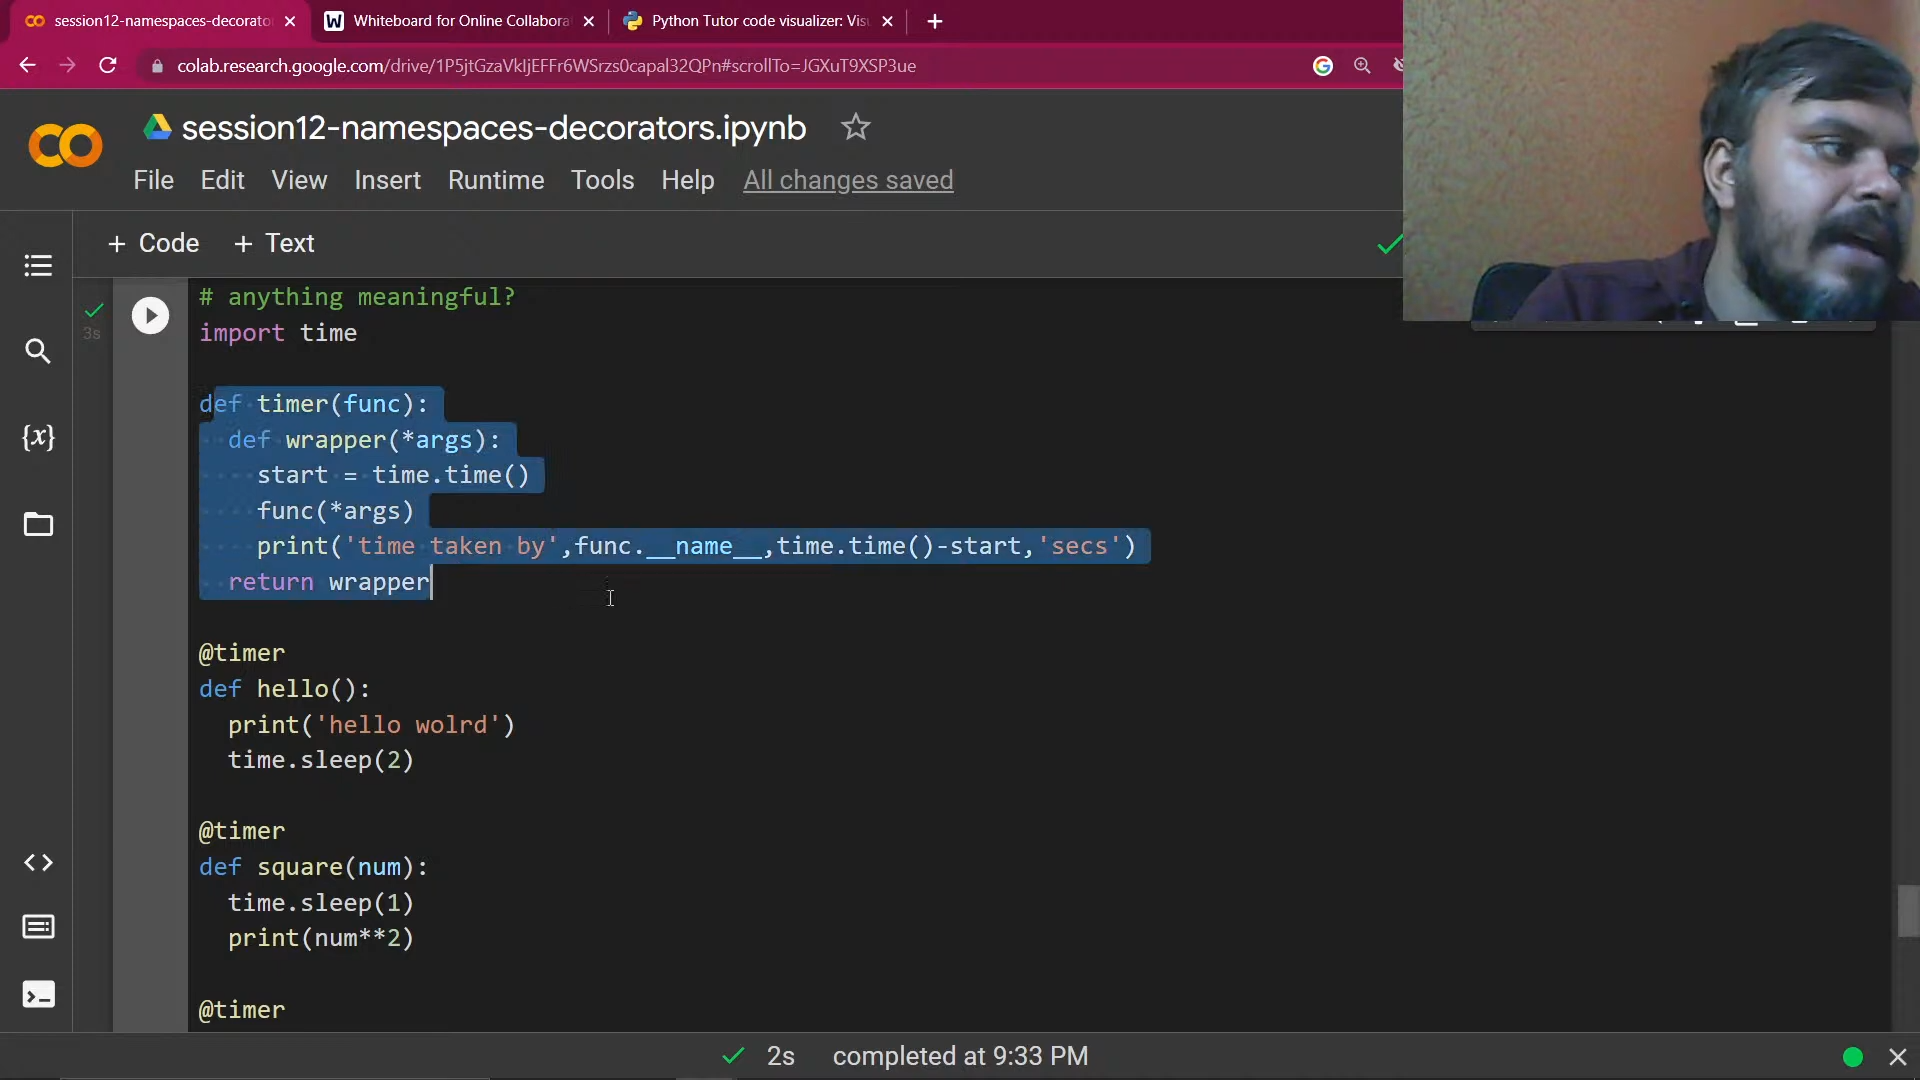 session12-namespaces-decorato
Whiteboard for Online Collabora
Python Tutor code visualizer: Vis
colab.research.google.com/drive/1P5jtGzaVkIjEFFr6WSrzs0capal32QPn#scrollTo=JGXuT9XSP3ue
session12-namespaces-decorators.ipynb
File Edit View Insert Runtime Tools Help All changes saved
+ Code + Text
# anything meaningful?
3s
import time
def timer(func):
def wrapper(*args):
start = time.time()
func(*args)
print('time taken by',func.__name__,time.time()-start,'secs')
return wrapper
@timer
def hello():
print('hello wolrd')
time.sleep(2)
@timer
def square(num):
time.sleep(1)
print(num**2)
@timer
2s completed at 9:33 PM